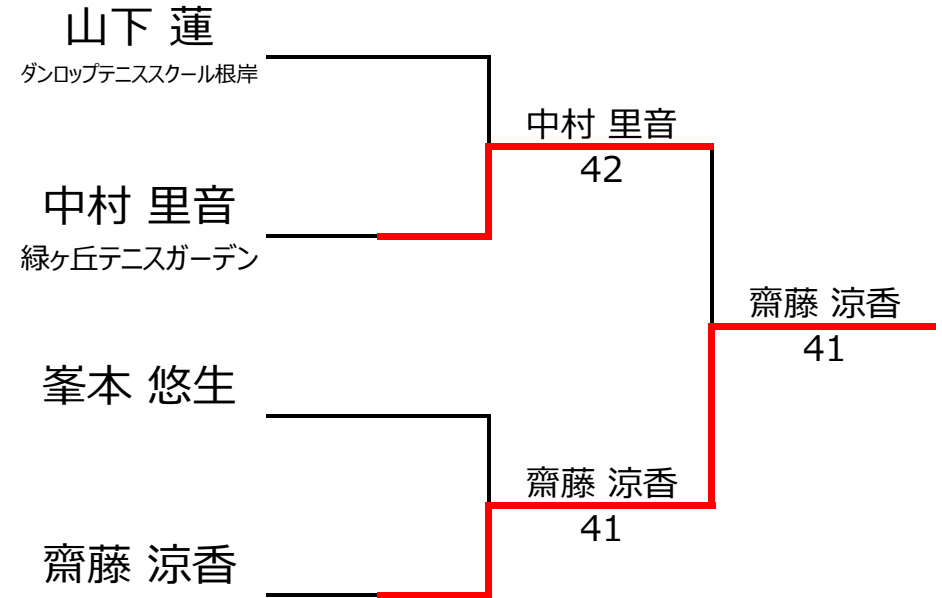 山下 蓮
ダンロップテニススクール根岸
中村 里音
42
中村 里音
緑ヶ丘テニスガーデン
齋藤 涼香
41
峯本 悠生
齋藤 涼香
41
齋藤 涼香